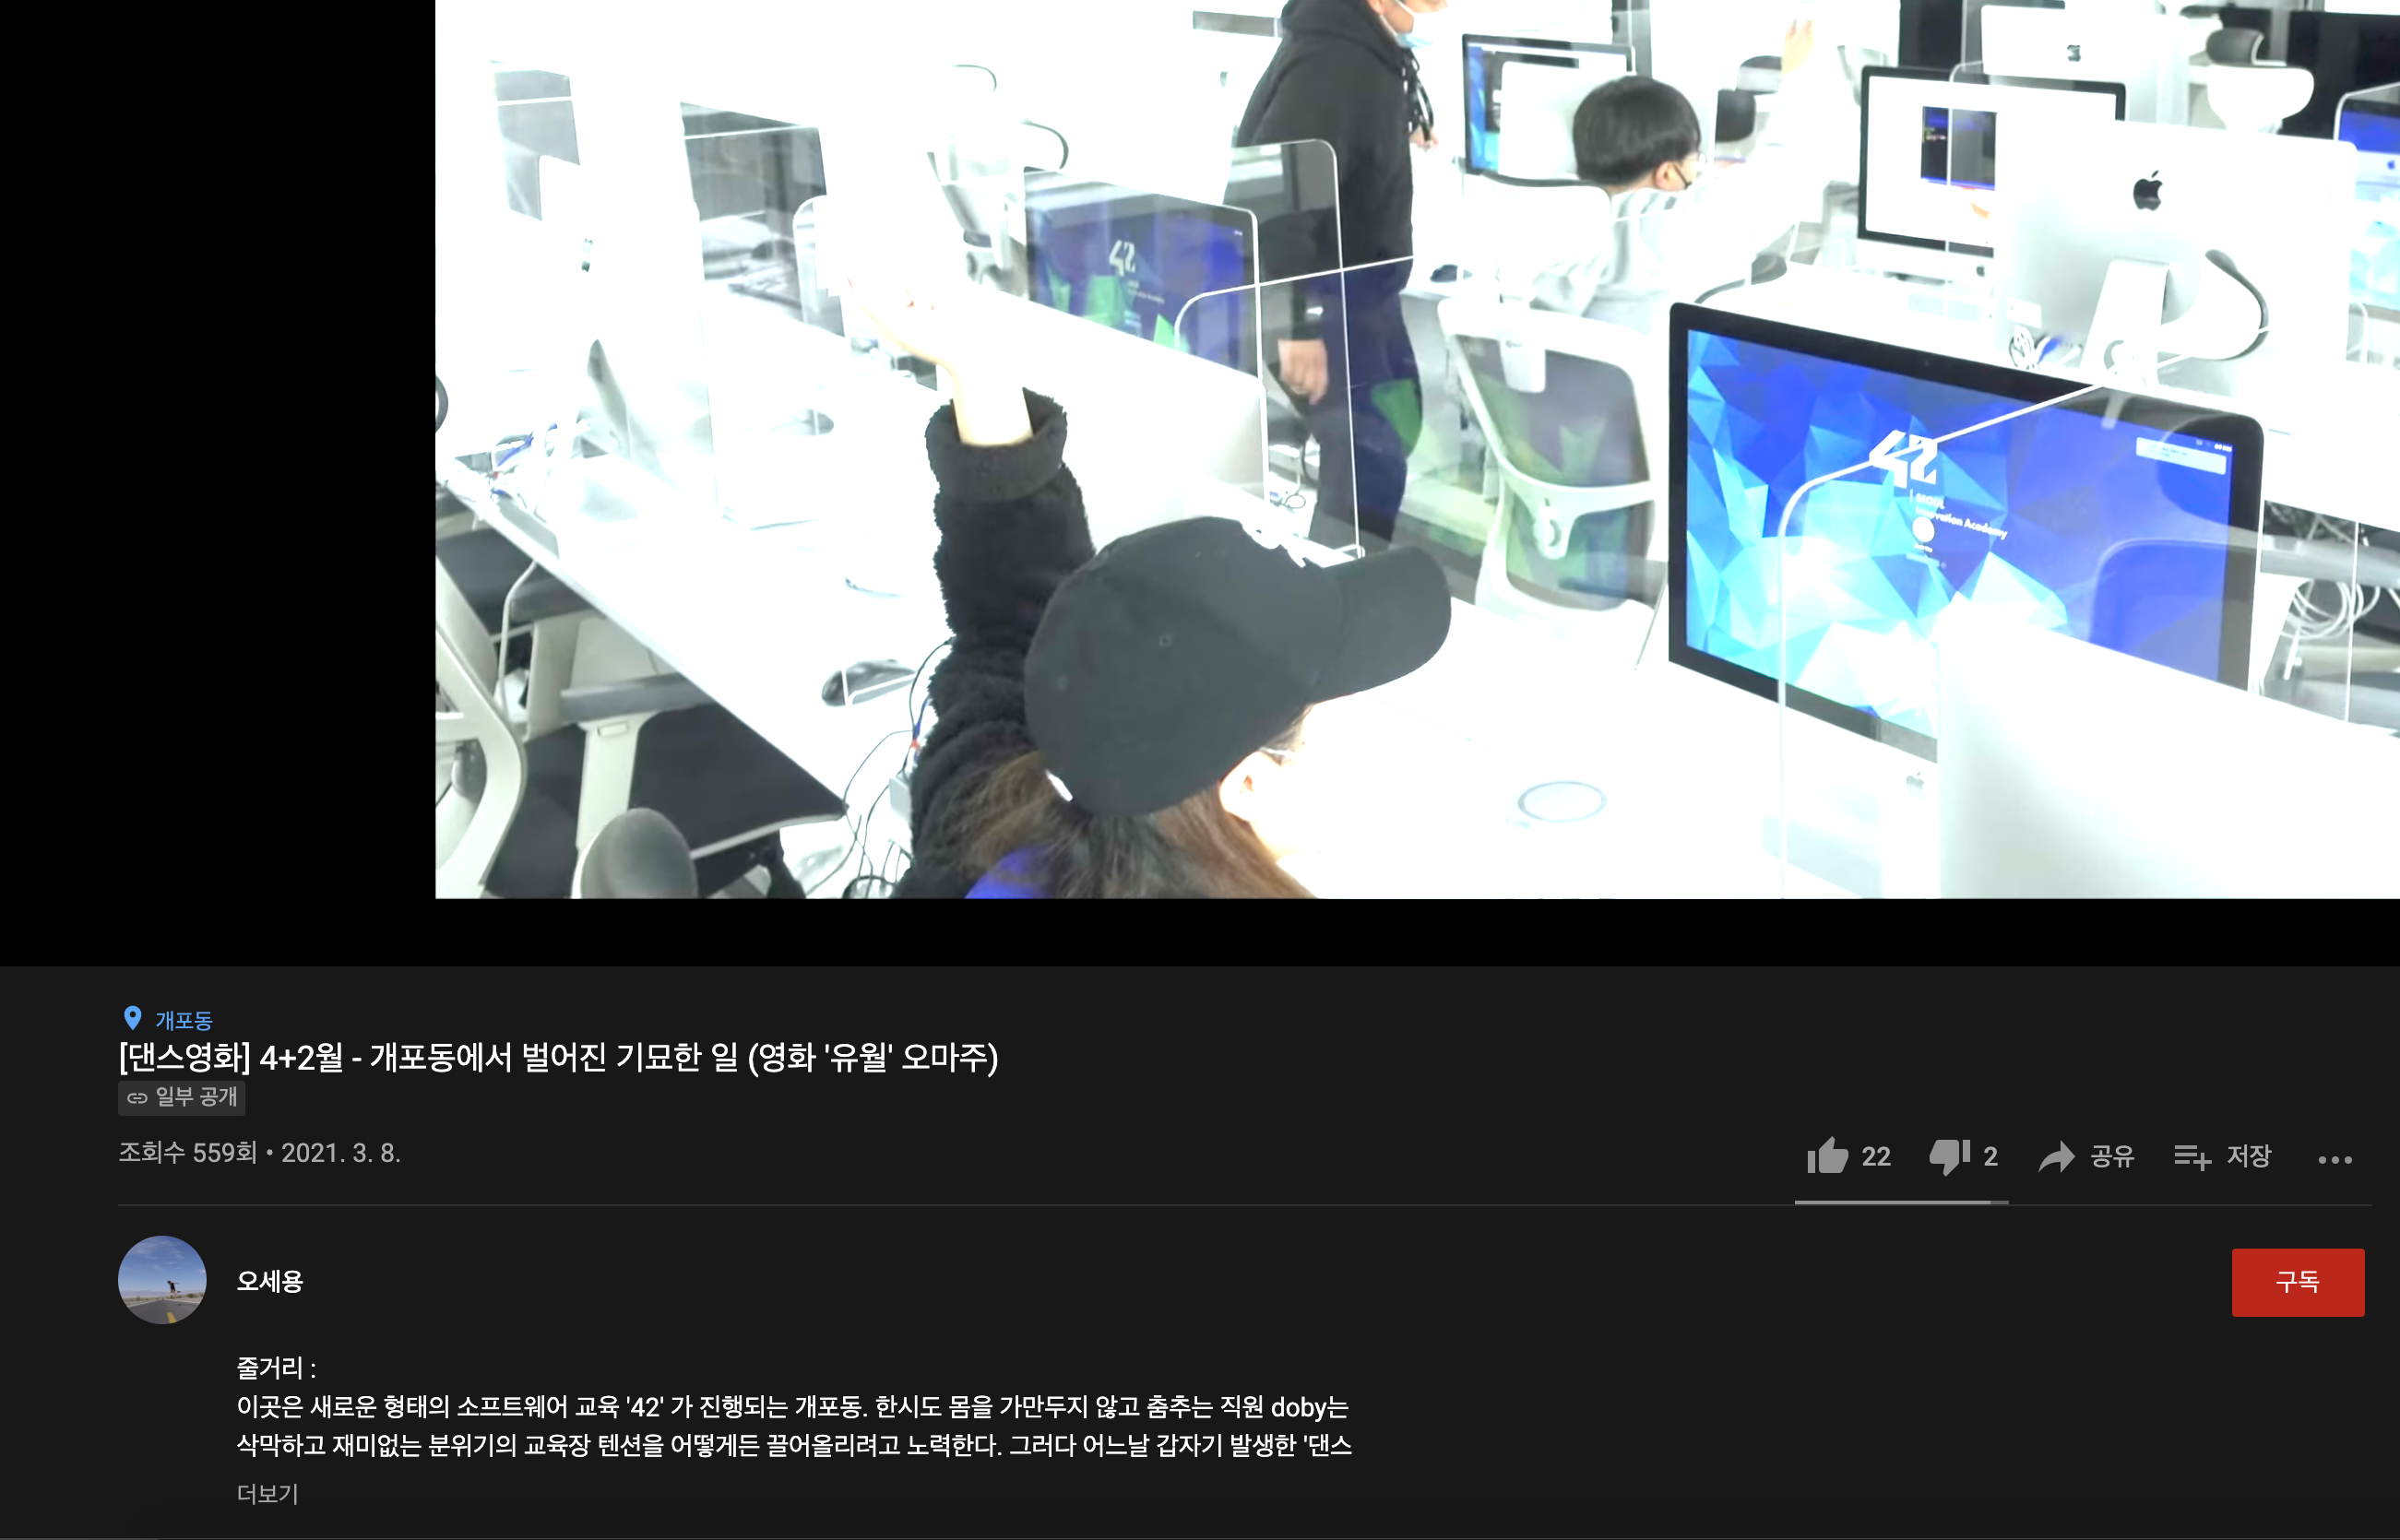 42
42
SEOUL
Innovation Academy
개포동
[댄스영화] 4+2월 - 개포동에서 벌어진 기묘한 일 (영화 '유월' 오마주)
일부 공개
조회수 559회 • 2021. 3. 8.
22 2 공유 저장
오세용
구독
줄거리 :
이곳은 새로운 형태의 소프트웨어 교육 '42' 가 진행되는 개포동. 한시도 몸을 가만두지 않고 춤추는 직원 doby는
삭막하고 재미없는 분위기의 교육장 텐션을 어떻게든 끌어올리려고 노력한다. 그러다 어느날 갑자기 발생한 '댄스
더보기